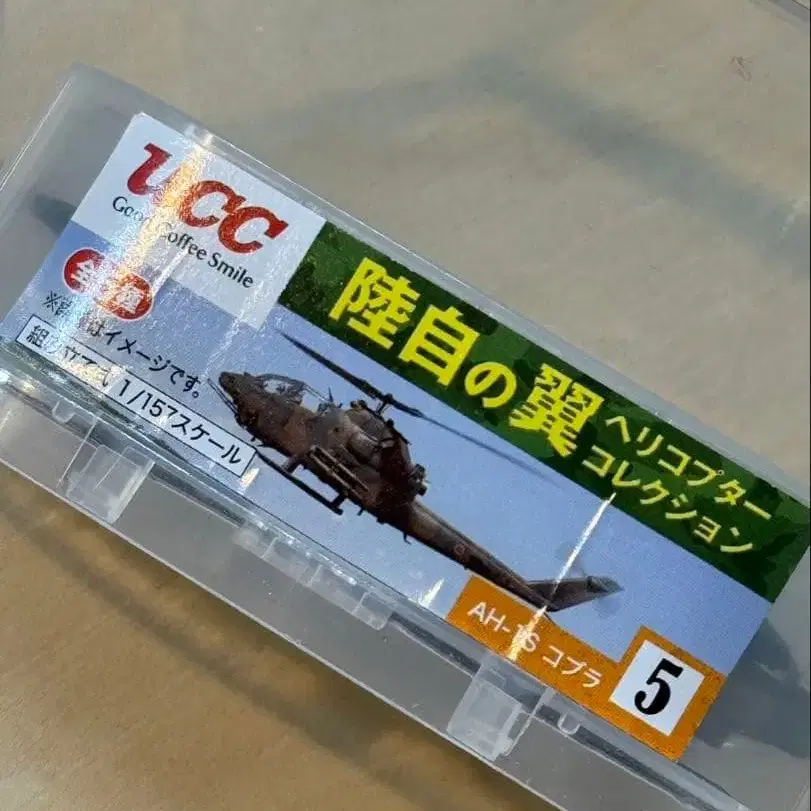 UCC
Good Coffee Smile
陸自の翼
ヘリコプター
コレクション
全 種
※ はイメージです。
組み立て式 1/157スケール
AH-1S コブラ
5